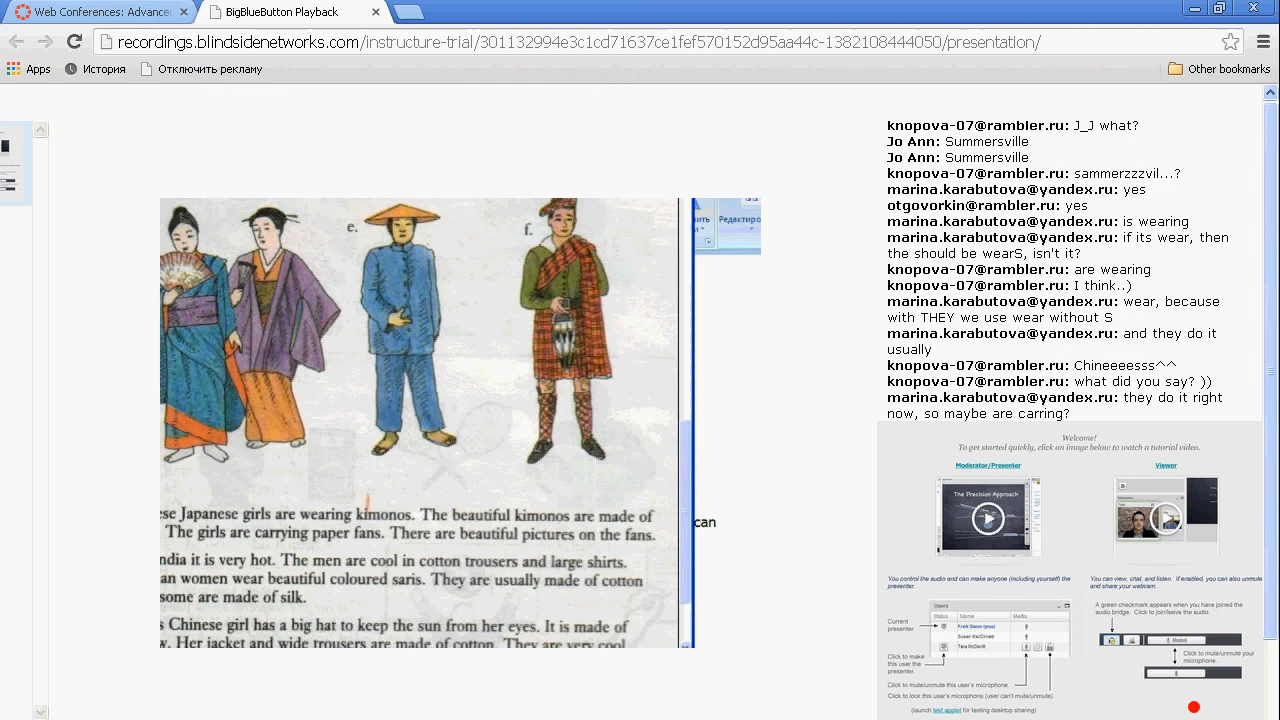 Web Conferences: Advance
BigBlueButton Playback
recordings.blindsidenetworks.com/instructure-trial/
/presentation/
Apps
История
Отключить рекламу
Other bookmarks
knopova-07@rambler.ru: J_J what?
Jo Ann: Summersville
Jo Ann: Summersville
knopova-07@rambler.ru: sammerzzzvil...?
marina.karabutova@yandex.ru: yes
otgovorkin@rambler.ru: yes
marina.karabutova@yandex.ru: is wearing
marina.karabutova@yandex.ru: if its wear, then
the should be wearS, isn't it?
knopova-07@rambler.ru: are wearing
knopova-07@rambler.ru: I think..)
marina.karabutova@yandex.ru: wear, because
with THEY we use wear without S
marina.karabutova@yandex.ru: and they do it
usually
knopova-07@rambler.ru: Chineeeesss^^
knopova-07@rambler.ru: what did you say? ))
marina.karabutova@yandex.ru: they do it right
now, so maybe are carring?
e.
f.
Редактиро
se Japanese girls are wearing kimonos. The beautiful kimonos are made of
The girls are carrying paper fans. There are beautiful pictures on the fans.
can
ndia it is very hot. The men are cool in cotton trousers and large shirts.
an women wear beautiful coloured saris. They are usually made of cotton
some are made of silk.
s Chinese girl has a big hat to keep the sun from her eyes. It is made of
. Her jacket and wide trousers are made of cotton. They are very cool
Welcome!
To get started quickly, click an image below to watch a tutorial video.
Moderator/Presenter
Viewer
The Precision Approach
You control the audio and can make anyone (including yourself) the
presenter.
You can view, chat, and listen. If enabled, you can also unmute
and share your webcam.
A green checkmark appears when you have joined the
audio bridge. Click to join/leave the audio.
Users
Status Name Media
Current
presenter
Fred Dixon (you)
Susan McDonald
Tara McDevitt
Click to make
this user the
presenter.
Click to mute/unmute your
microphone.
Click to mute/unmute this user's microphone.
Click to lock this user's microphone (user can't mute/unmute)
(launch test applet for testing desktop sharing)